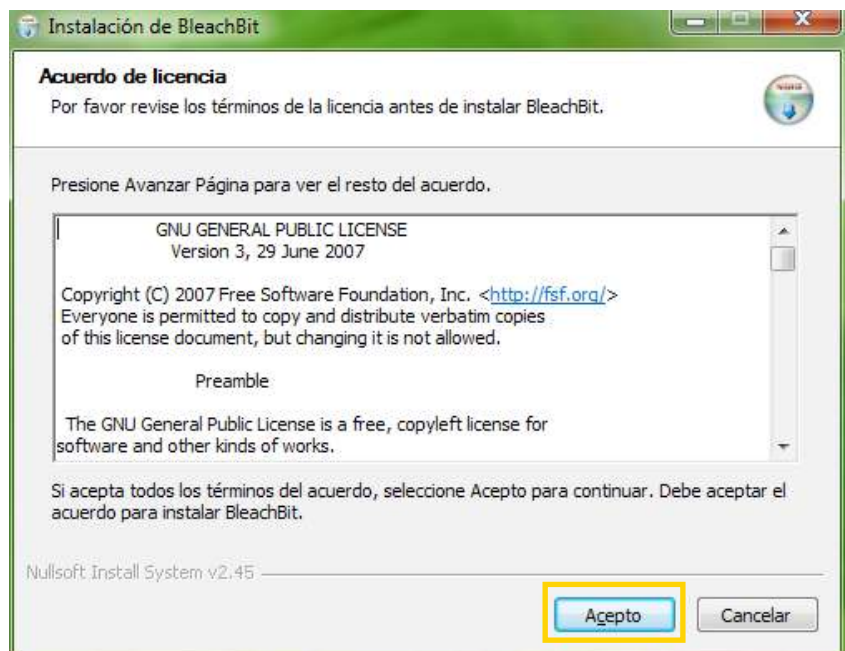 Instalación de BleachBit
Acuerdo de licencia
Por favor revise los términos de la licencia antes de instalar BleachBit.
Presione Avanzar Página para ver el resto del acuerdo.
GNU GENERAL PUBLIC LICENSE
Version 3, 29 June 2007
Copyright (C) 2007 Free Software Foundation, Inc. <http://fsf.org/>
Everyone is permitted to copy and distribute verbatim copies
of this license document, but changing it is not allowed.
Preamble
The GNU General Public License is a free, copyleft license for
software and other kinds of works.
Si acepta todos los términos del acuerdo, seleccione Acepto para continuar. Debe aceptar el
acuerdo para instalar BleachBit.
Nullsoft Install System v2.45
Acepto Cancelar